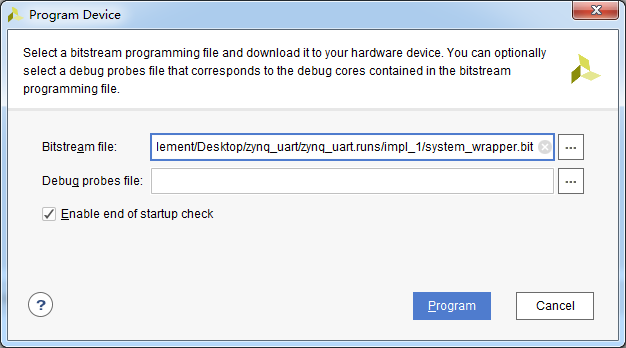 Program Device
Select a bitstream programming file and download it to your hardware device. You can optionally
select a debug probes file that corresponds to the debug cores contained in the bitstream
programming file.
Bitstream file: lement/Desktop/zynq_uart/zynq_uart.runs/impl_1/system_wrapper.bit ...
Debug probes file: ...
Enable end of startup check
? Program Cancel